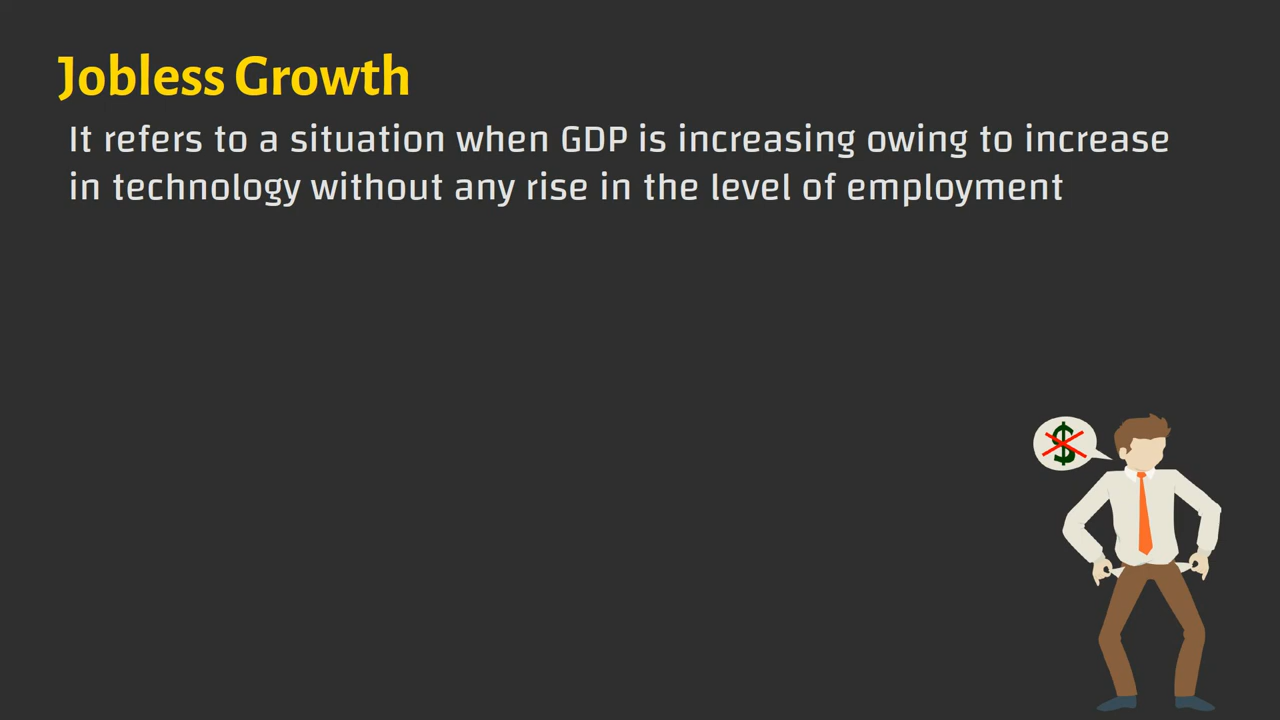 Jobless Growth
It refers to a situation when GDP is increasing owing to increase
in technology without any rise in the level of employment
$